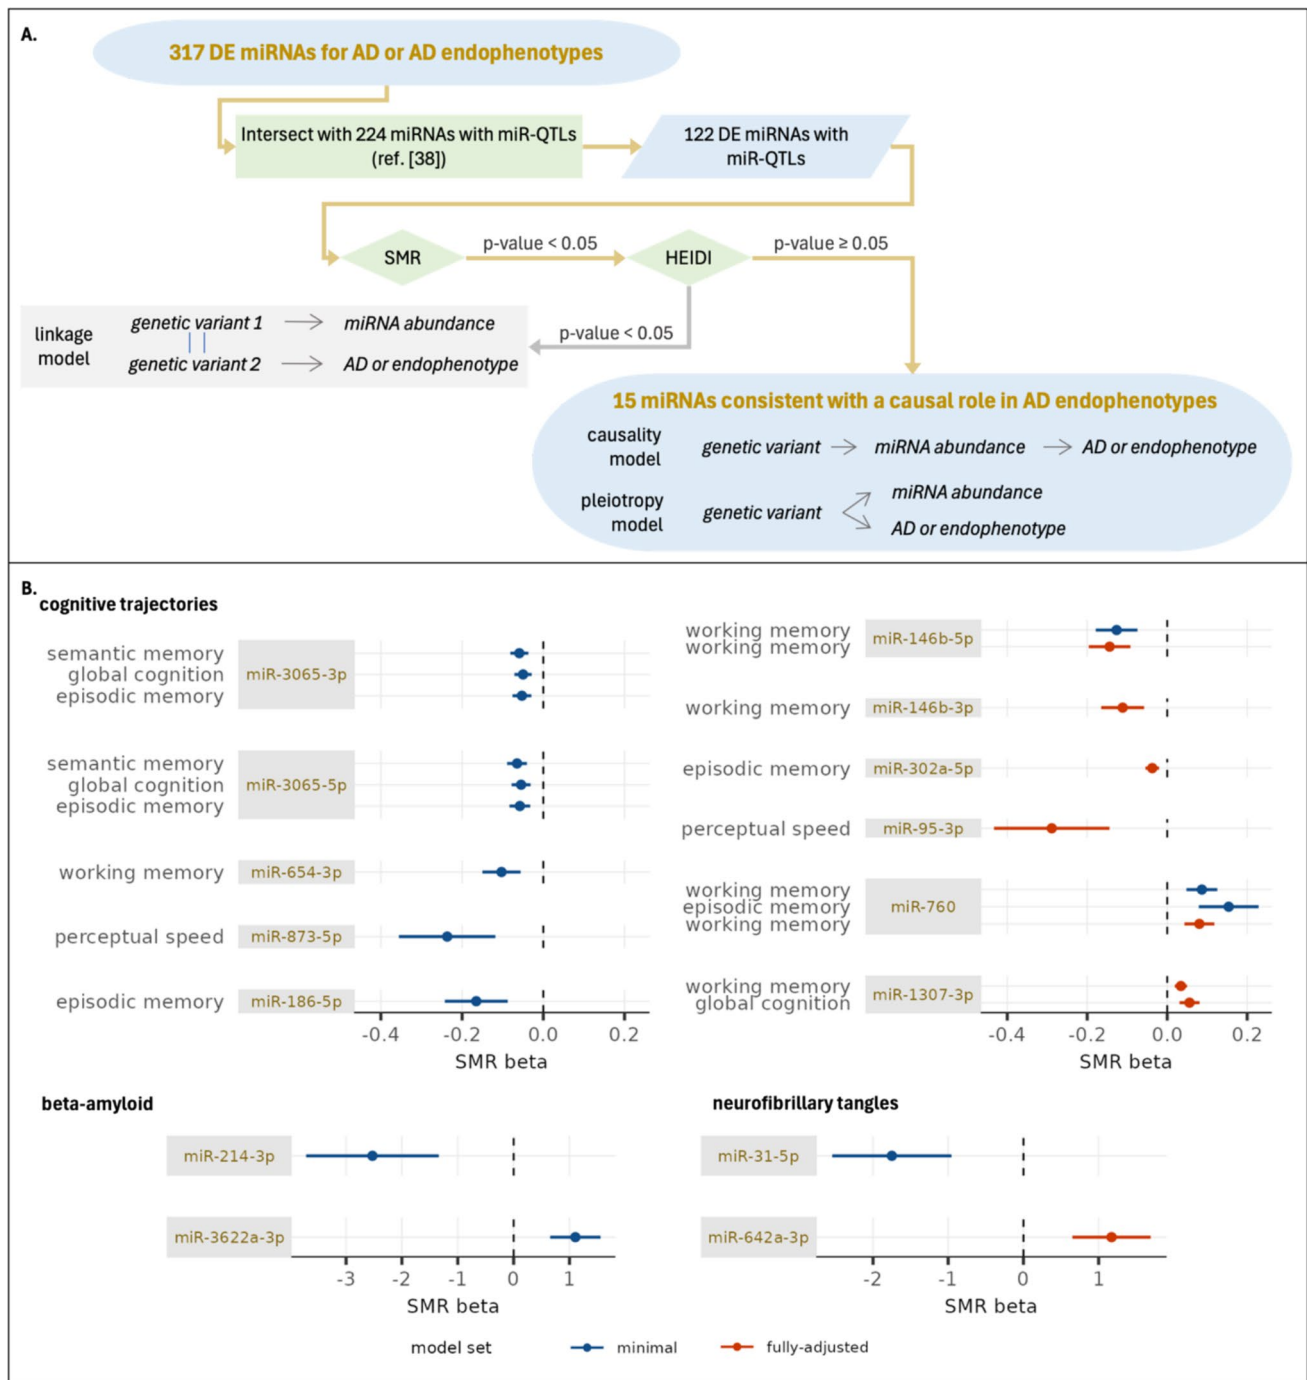 A.
317 DE miRNAs for AD or AD endophenotypes
Intersect with 224 miRNAs with miR-QTLs
(ref. [38])
122 DE miRNAs with
miR-QTLs
SMR
p-value < 0.05
HEIDI
p-value ≥ 0.05
p-value < 0.05
linkage
model
genetic variant 1
miRNA abundance
genetic variant 2
AD or endophenotype
15 miRNAs consistent with a causal role in AD endophenotypes
causality
model
genetic variant
miRNA abundance
AD or endophenotype
pleiotropy
model
genetic variant
miRNA abundance
AD or endophenotype
B.
cognitive trajectories
semantic memory
global cognition
episodic memory
miR-3065-3p
semantic memory
global cognition
episodic memory
miR-3065-5p
working memory
miR-654-3p
perceptual speed
miR-873-5p
episodic memory
miR-186-5p
-0.4 -0.2 0.0 0.2
SMR beta
working memory
working memory
miR-146b-5p
working memory
miR-146b-3p
episodic memory
miR-302a-5p
perceptual speed
miR-95-3p
working memory
episodic memory
working memory
miR-760
working memory
global cognition
miR-1307-3p
-0.4 -0.2 0.0 0.2
SMR beta
beta-amyloid
miR-214-3p
miR-3622a-3p
-3 -2 -1 0 1
SMR beta
neurofibrillary tangles
miR-31-5p
miR-642a-3p
-2 -1 0 1
SMR beta
model set
minimal
fully-adjusted